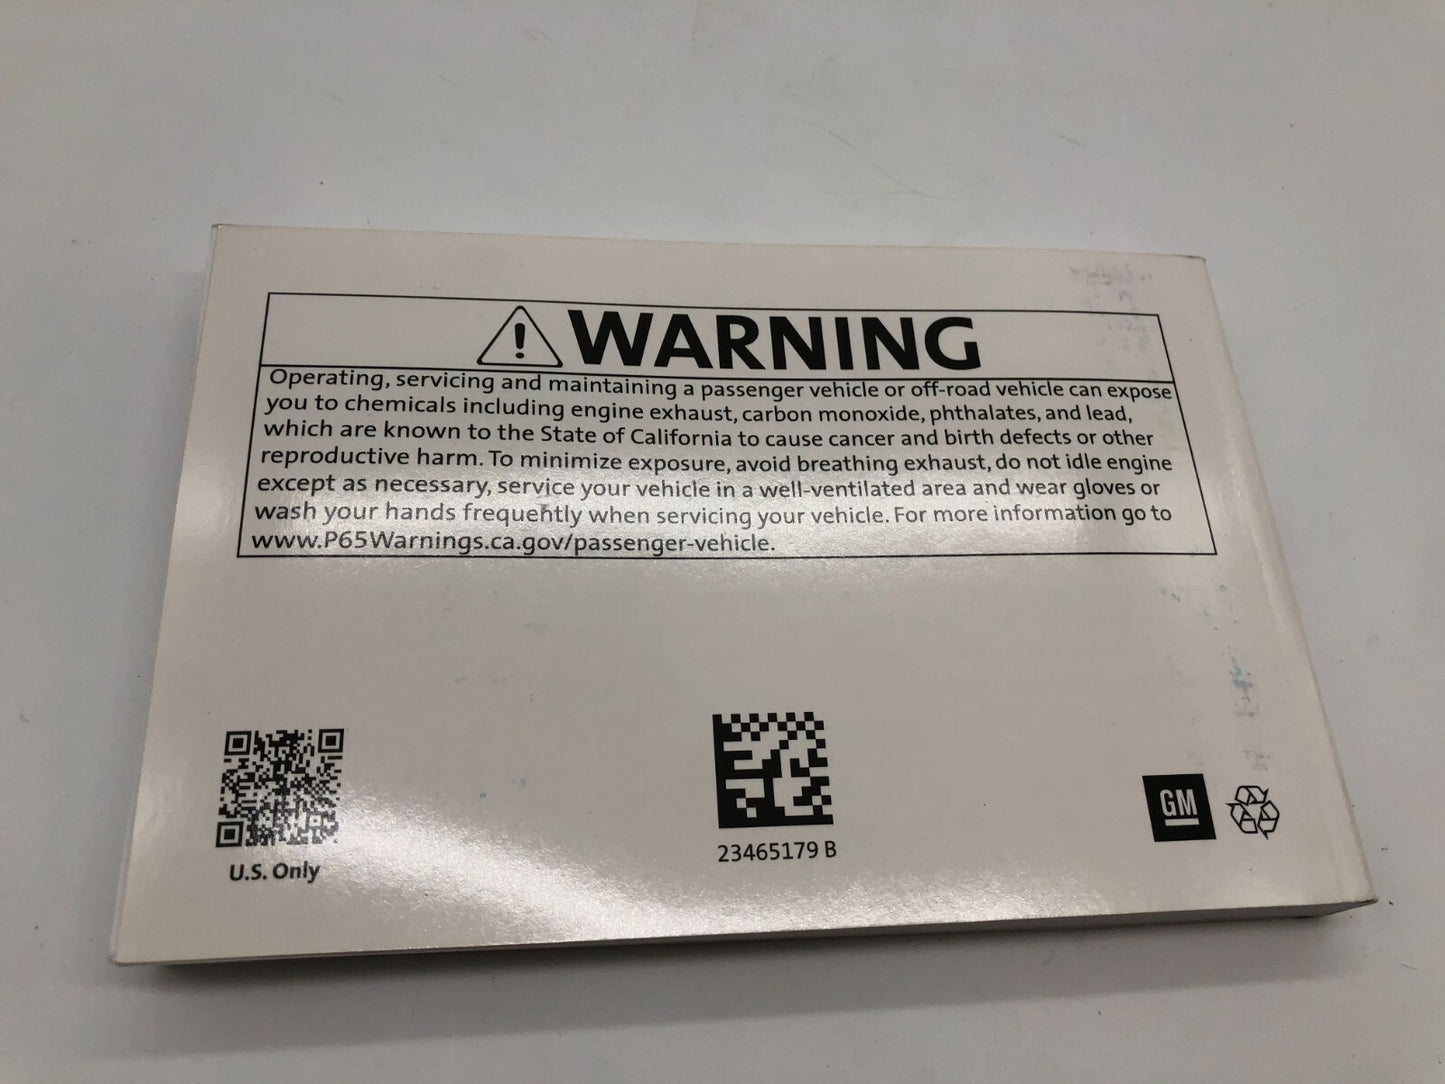 WARNING
Operating, servicing and maintaining a passenger vehicle or off-road vehicle can expose
you to chemicals including engine exhaust, carbon monoxide, phthalates, and lead,
which are known to the State of California to cause cancer and birth defects or other
reproductive harm. To minimize exposure, avoid breathing exhaust, do not idle engine
except as necessary, service your vehicle in a well-ventilated area and wear gloves or
wash your hands frequently when servicing your vehicle. For more information go to
www.P65Warnings.ca.gov/passenger-vehicle.
U.S. Only
23465179 B
GM